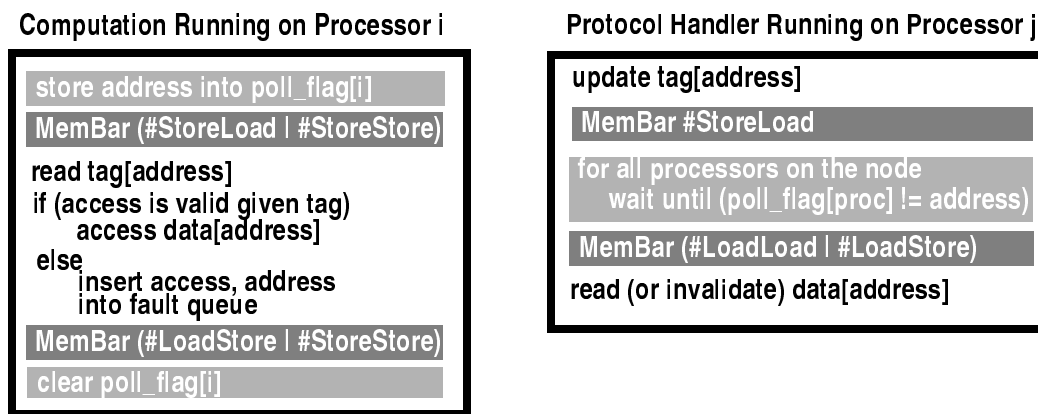 Computation Running on Processor i
store address into poll_flag[i]
MemBar (#StoreLoad | #StoreStore)
read tag[address]
if (access is valid given tag)
access data[address]
else
insert access, address
into fault queue
MemBar (#LoadStore | #StoreStore)
clear poll_flag[i]
Protocol Handler Running on Processor j
update tag[address]
MemBar #StoreLoad
for all processors on the node
wait until (poll_flag[proc] != address)
MemBar (#LoadLoad | #LoadStore)
read (or invalidate) data[address]